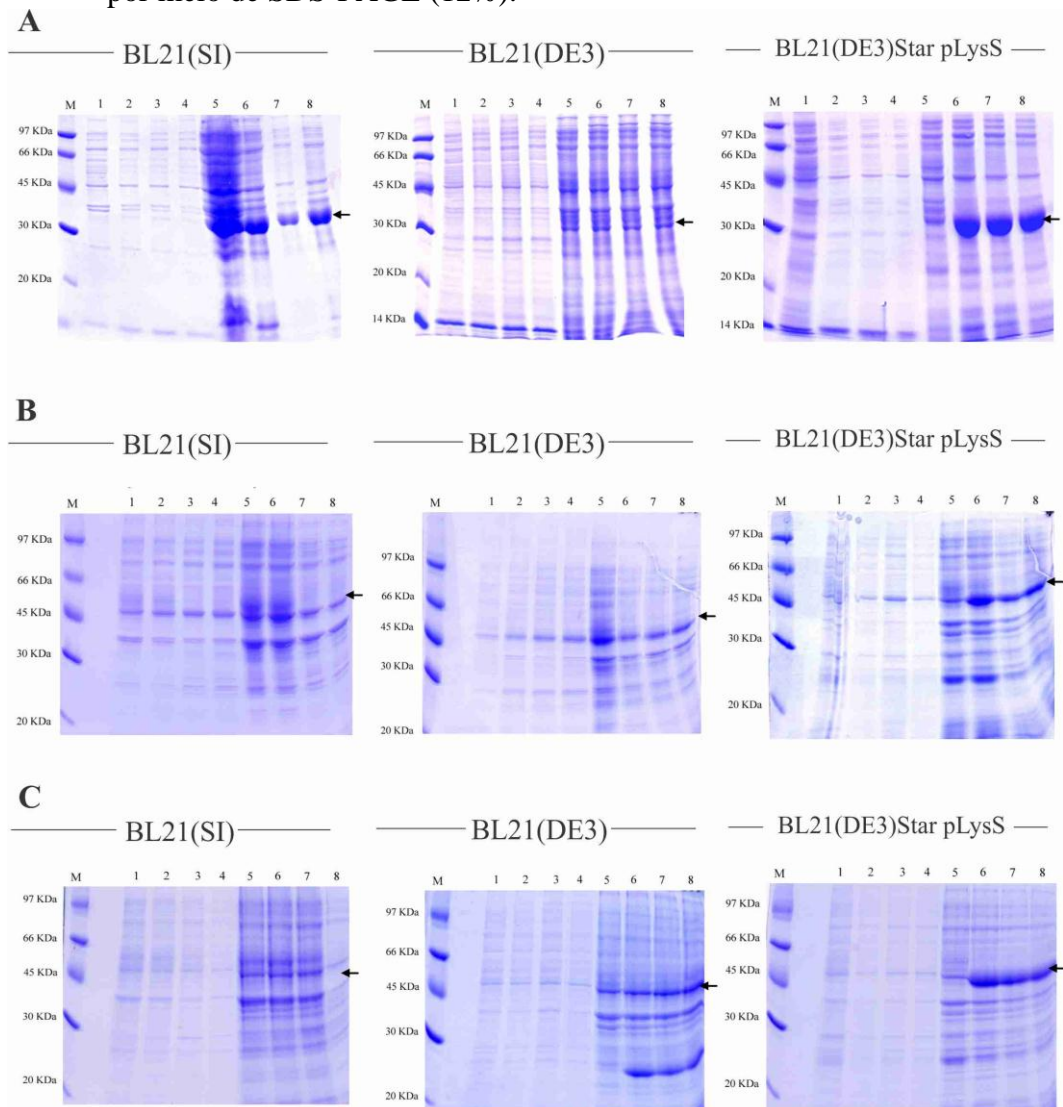 por meio de SDS-PAGE (12%).
A
BL21(SI)
M 1 2 3 4 5 6 7 8
97 KDa
66 KDa
45 KDa
30 KDa
20 KDa
BL21(DE3)
M 1 2 3 4 5 6 7 8
97 KDa
66 KDa
45 KDa
30 KDa
20 KDa
14 KDa
BL21(DE3)Star pLysS
M 1 2 3 4 5 6 7 8
97 KDa
66 KDa
45 KDa
30 KDa
20 KDa
14 KDa
B
BL21(SI)
M 1 2 3 4 5 6 7 8
97 KDa
66 KDa
45 KDa
30 KDa
20 KDa
BL21(DE3)
M 1 2 3 4 5 6 7 8
97 KDa
66 KDa
45 KDa
30 KDa
20 KDa
BL21(DE3)Star pLysS
M 1 2 3 4 5 6 7 8
97 KDa
66 KDa
45 KDa
30 KDa
20 KDa
C
BL21(SI)
M 1 2 3 4 5 6 7 8
97 KDa
66 KDa
45 KDa
30 KDa
20 KDa
BL21(DE3)
M 1 2 3 4 5 6 7 8
97 KDa
66 KDa
45 KDa
30 KDa
20 KDa
BL21(DE3)Star pLysS
M 1 2 3 4 5 6 7 8
97 KDa
66 KDa
45 KDa
30 KDa
20 KDa